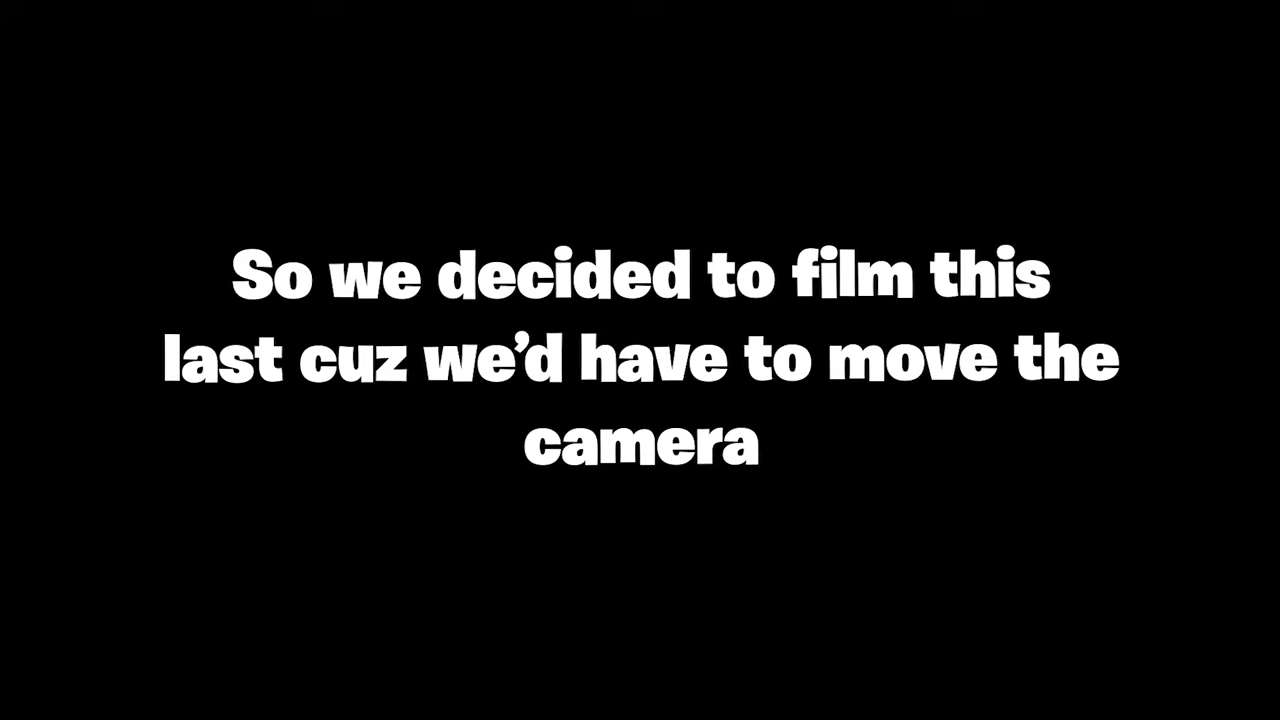 So we decided to film this
last cuz we’d have to move the
camera